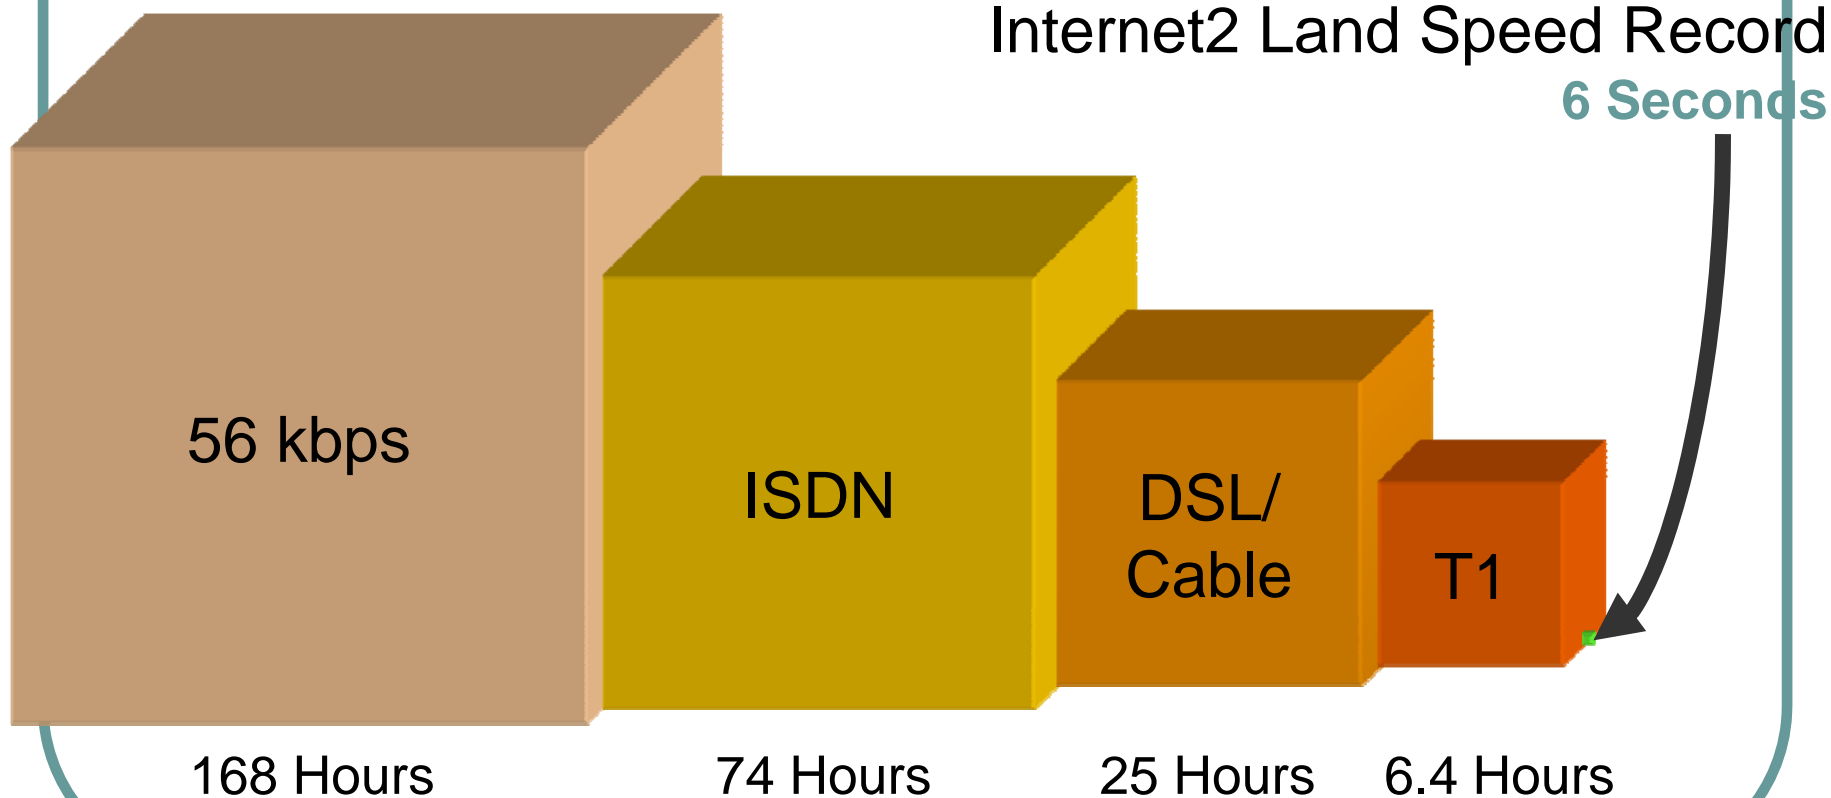 Internet2 Land Speed Record
6 Seconds
56 kbps
ISDN
DSL/
Cable
T1
168 Hours
74 Hours
25 Hours
6.4 Hours